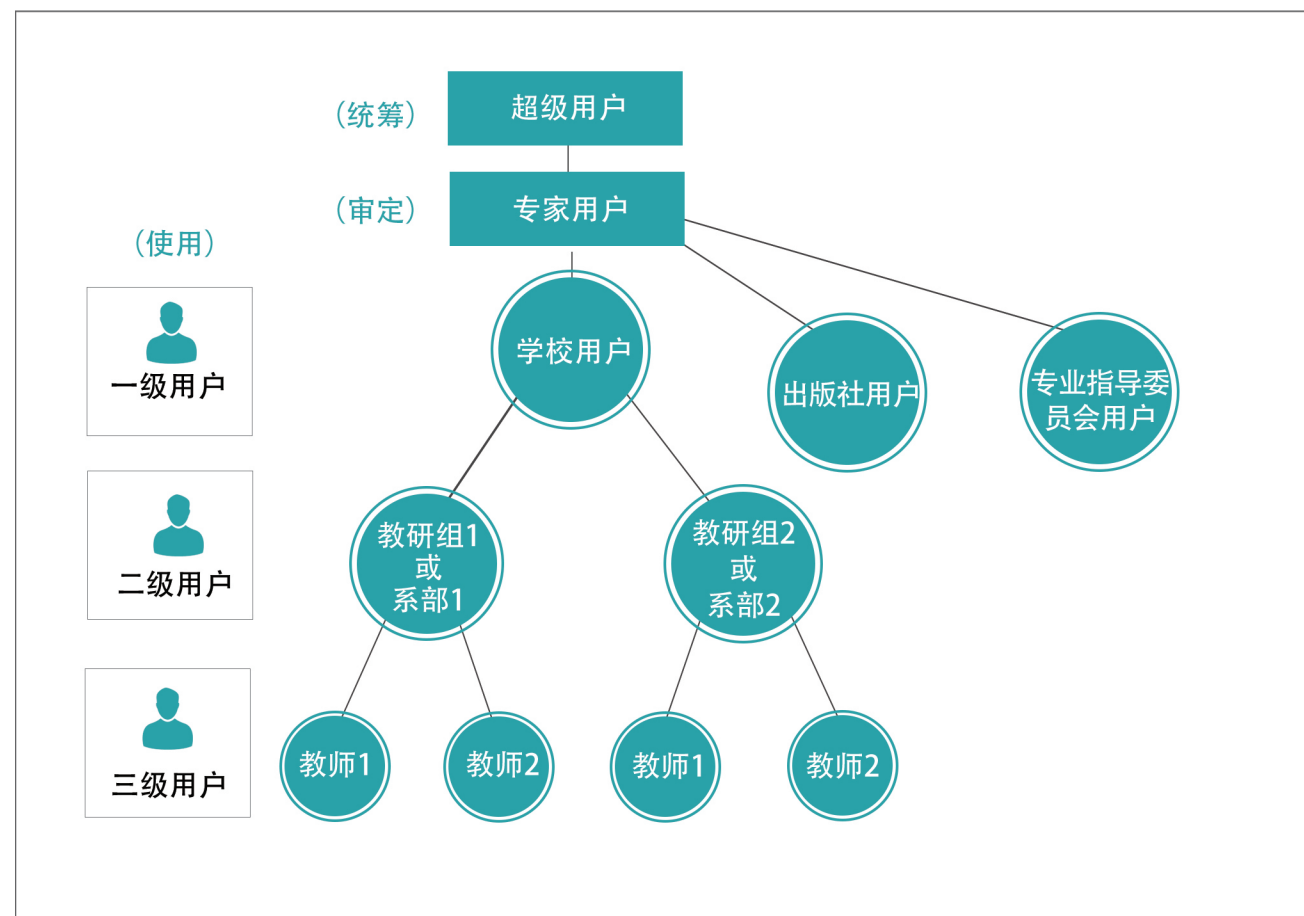 （统筹）
超级用户
（审定）
专家用户
（使用）
一级用户
学校用户
出版社用户
专业指导委
员会用户
二级用户
教研组1
或
系部1
教研组2
或
系部2
三级用户
教师1
教师2
教师1
教师2